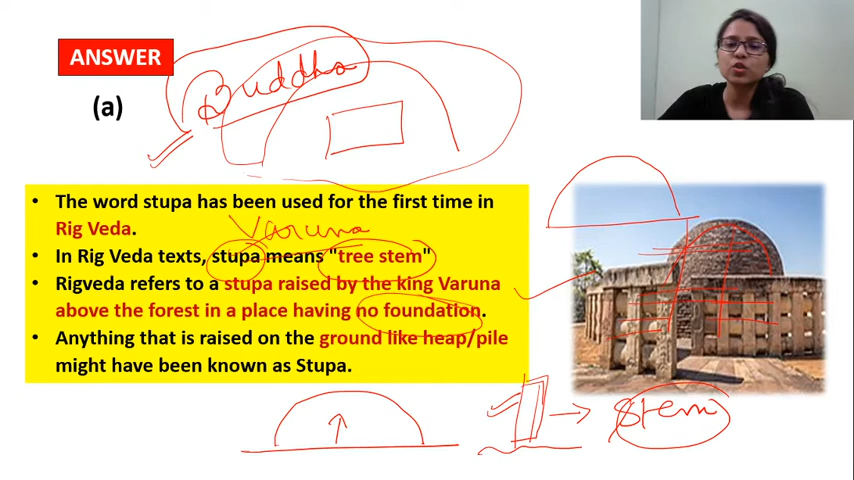 ANSWER
Buddha
(a)
• The word stupa has been used for the first time in
Rig Veda.
Varuna
• In Rig Veda texts, stupa means "tree stem"
• Rigveda refers to a stupa raised by the king Varuna
above the forest in a place having no foundation.
• Anything that is raised on the ground like heap/pile
might have been known as Stupa.
Stem